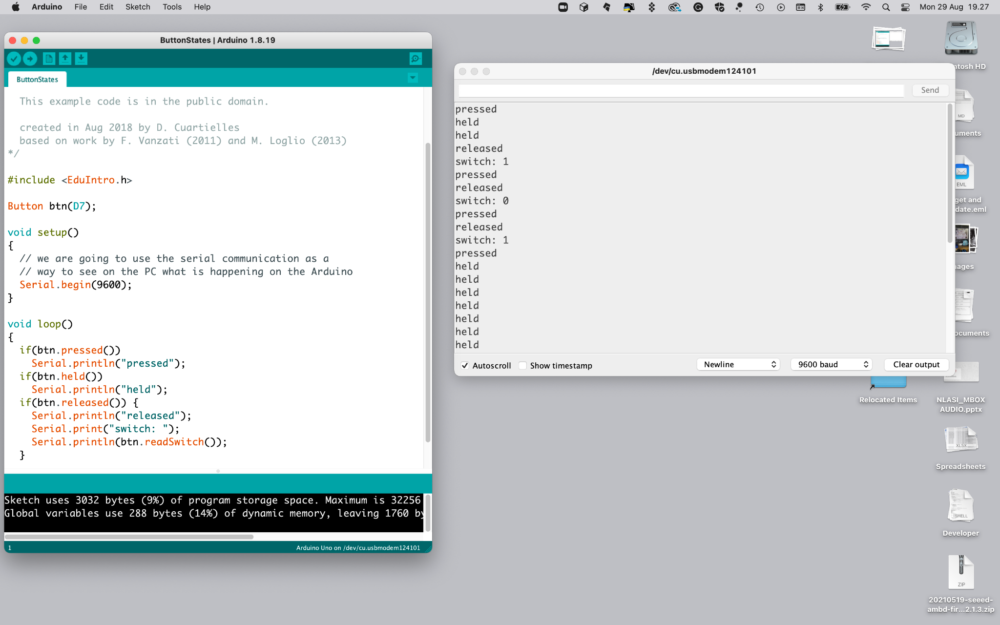 Arduino File Edit Sketch Tools Help
Mon 29 Aug 19.27
ButtonStates | Arduino 1.8.19
ButtonStates
This example code is in the public domain.
created in Aug 2018 by D. Cuartielles
based on work by F. Vanzati (2011) and M. Loglio (2013)
*/
#include <EduIntro.h>
Button btn(D7);
void setup()
{
// we are going to use the serial communication as a
// way to see on the PC what is happening on the Arduino
Serial.begin(9600);
}
void loop()
{
if(btn.pressed())
Serial.println("pressed");
if(btn.held())
Serial.println("held");
if(btn.released()) {
Serial.println("released");
Serial.print("switch: ");
Serial.println(btn.readSwitch());
}
Sketch uses 3032 bytes (9%) of program storage space. Maximum is 32256
Global variables use 288 bytes (14%) of dynamic memory, leaving 1760 by
1
Arduino Uno on /dev/cu.usbmodem124101
/dev/cu.usbmodem124101
Send
pressed
held
held
released
switch: 1
pressed
released
switch: 0
pressed
released
switch: 1
pressed
held
held
held
held
held
held
held
Autoscroll
Show timestamp
Newline
9600 baud
Clear output
ntosh HD
MD
uments
EML
get and
date.eml
ages
ocuments
Relocated Items
NLASI_MBOX
AUDIO.pptx
XLSX
Spreadsheets
SHELL
Developer
ZIP
20210519-seeed-
ambd-fir...2.1.3.zip